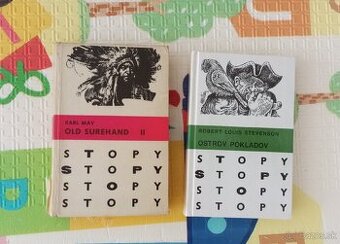 KARL MAY
OLD SUREHAND II
STOPY
STOPY
STOPY
STOPY
ROBERT LOUIS STEVENSON
OSTROV POKLADOV
STOPY
STOPY
STOPY
STOPY